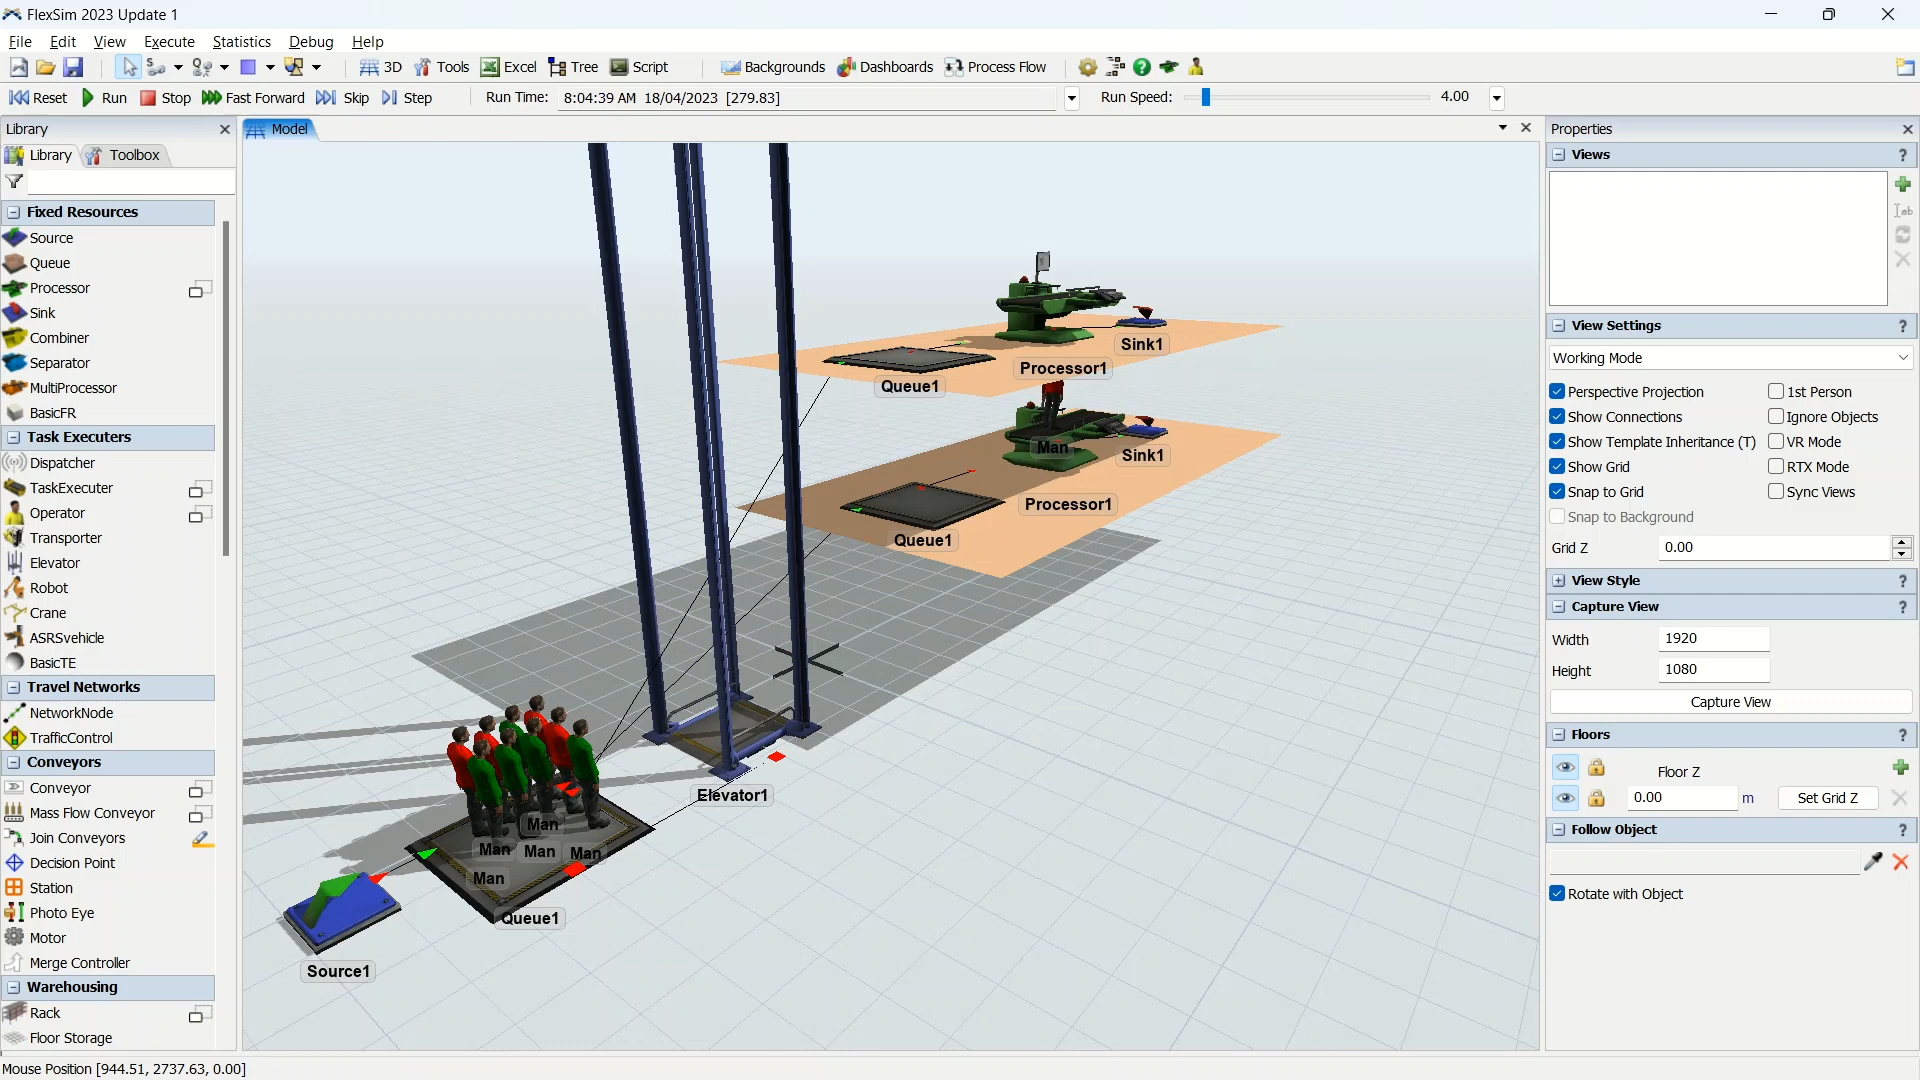 FlexSim 2023 Update 1
File Edit View Execute Statistics Debug Help
3D Tools Excel Tree Script Backgrounds Dashboards Process Flow
Reset Run Stop Fast Forward Skip Step Run Time: 8:04:39 AM 18/04/2023 [279.83] Run Speed: 4.00
Library
Library Toolbox
Fixed Resources
Source
Queue
Processor
Sink
Combiner
Separator
MultiProcessor
BasicFR
Task Executers
Dispatcher
TaskExecuter
Operator
Transporter
Elevator
Robot
Crane
ASRSvehicle
BasicTE
Travel Networks
NetworkNode
TrafficControl
Conveyors
Conveyor
Mass Flow Conveyor
Join Conveyors
Decision Point
Station
Photo Eye
Motor
Merge Controller
Warehousing
Rack
Floor Storage
Model
Sink1
Processor1
Queue1
Man
Sink1
Processor1
Queue1
Elevator1
Man
Man Man Man
Man
Queue1
Source1
Properties
Views
View Settings
Working Mode
Perspective Projection 1st Person
Show Connections Ignore Objects
Show Template Inheritance (T) VR Mode
Show Grid RTX Mode
Snap to Grid Sync Views
Snap to Background
Grid Z 0.00
View Style
Capture View
Width 1920
Height 1080
Capture View
Floors
Floor Z
0.00 m Set Grid Z
Follow Object
Rotate with Object
Mouse Position [944.51, 2737.63, 0.00]